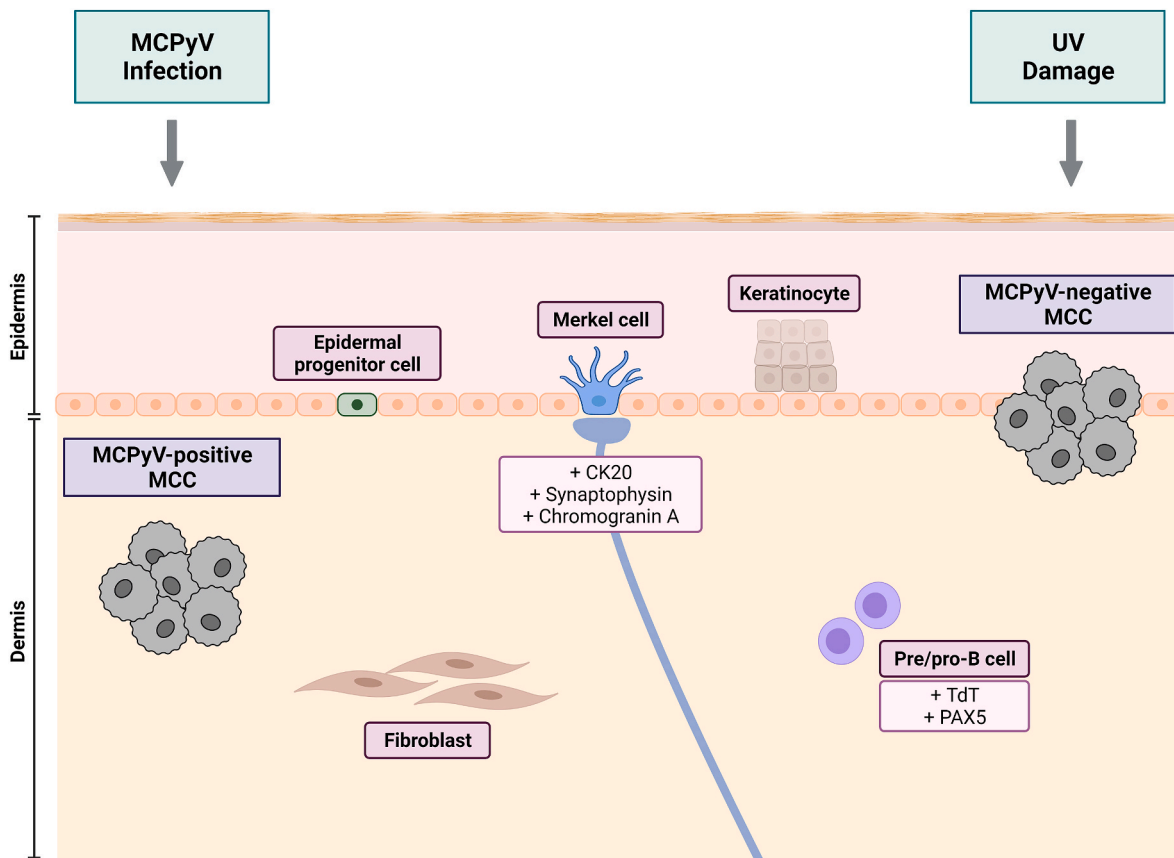 MCPyV
Infection
UV
Damage
Epidermis
Keratinocyte
MCPyV-negative
MCC
Merkel cell
Epidermal
progenitor cell
MCPyV-positive
MCC
+ CK20
+ Synaptophysin
+ Chromogranin A
Dermis
Pre/pro-B cell
+ TdT
+ PAX5
Fibroblast